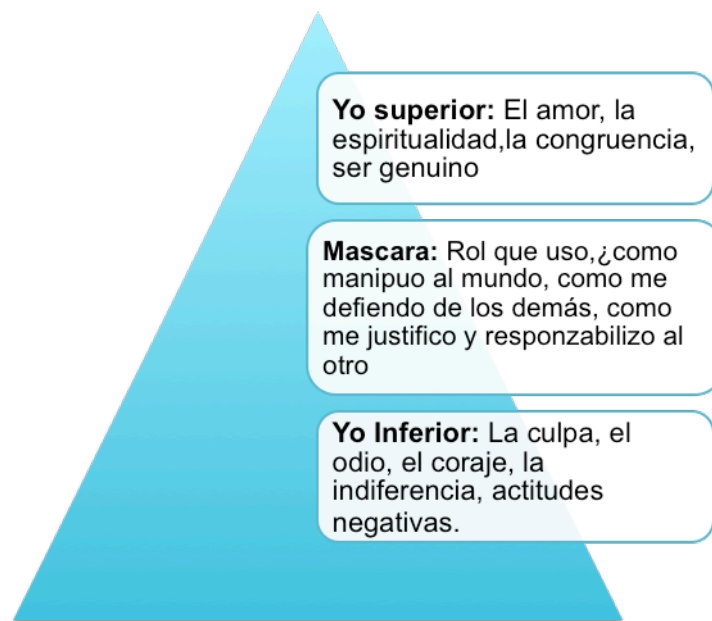 Yo superior: El amor, la
espiritualidad,la congruencia,
ser genuino
Mascara: Rol que uso,¿como
manipuo al mundo, como me
defiendo de los demás, como
me justifico y responzabilizo al
otro
Yo Inferior: La culpa, el
odio, el coraje, la
indiferencia, actitudes
negativas.